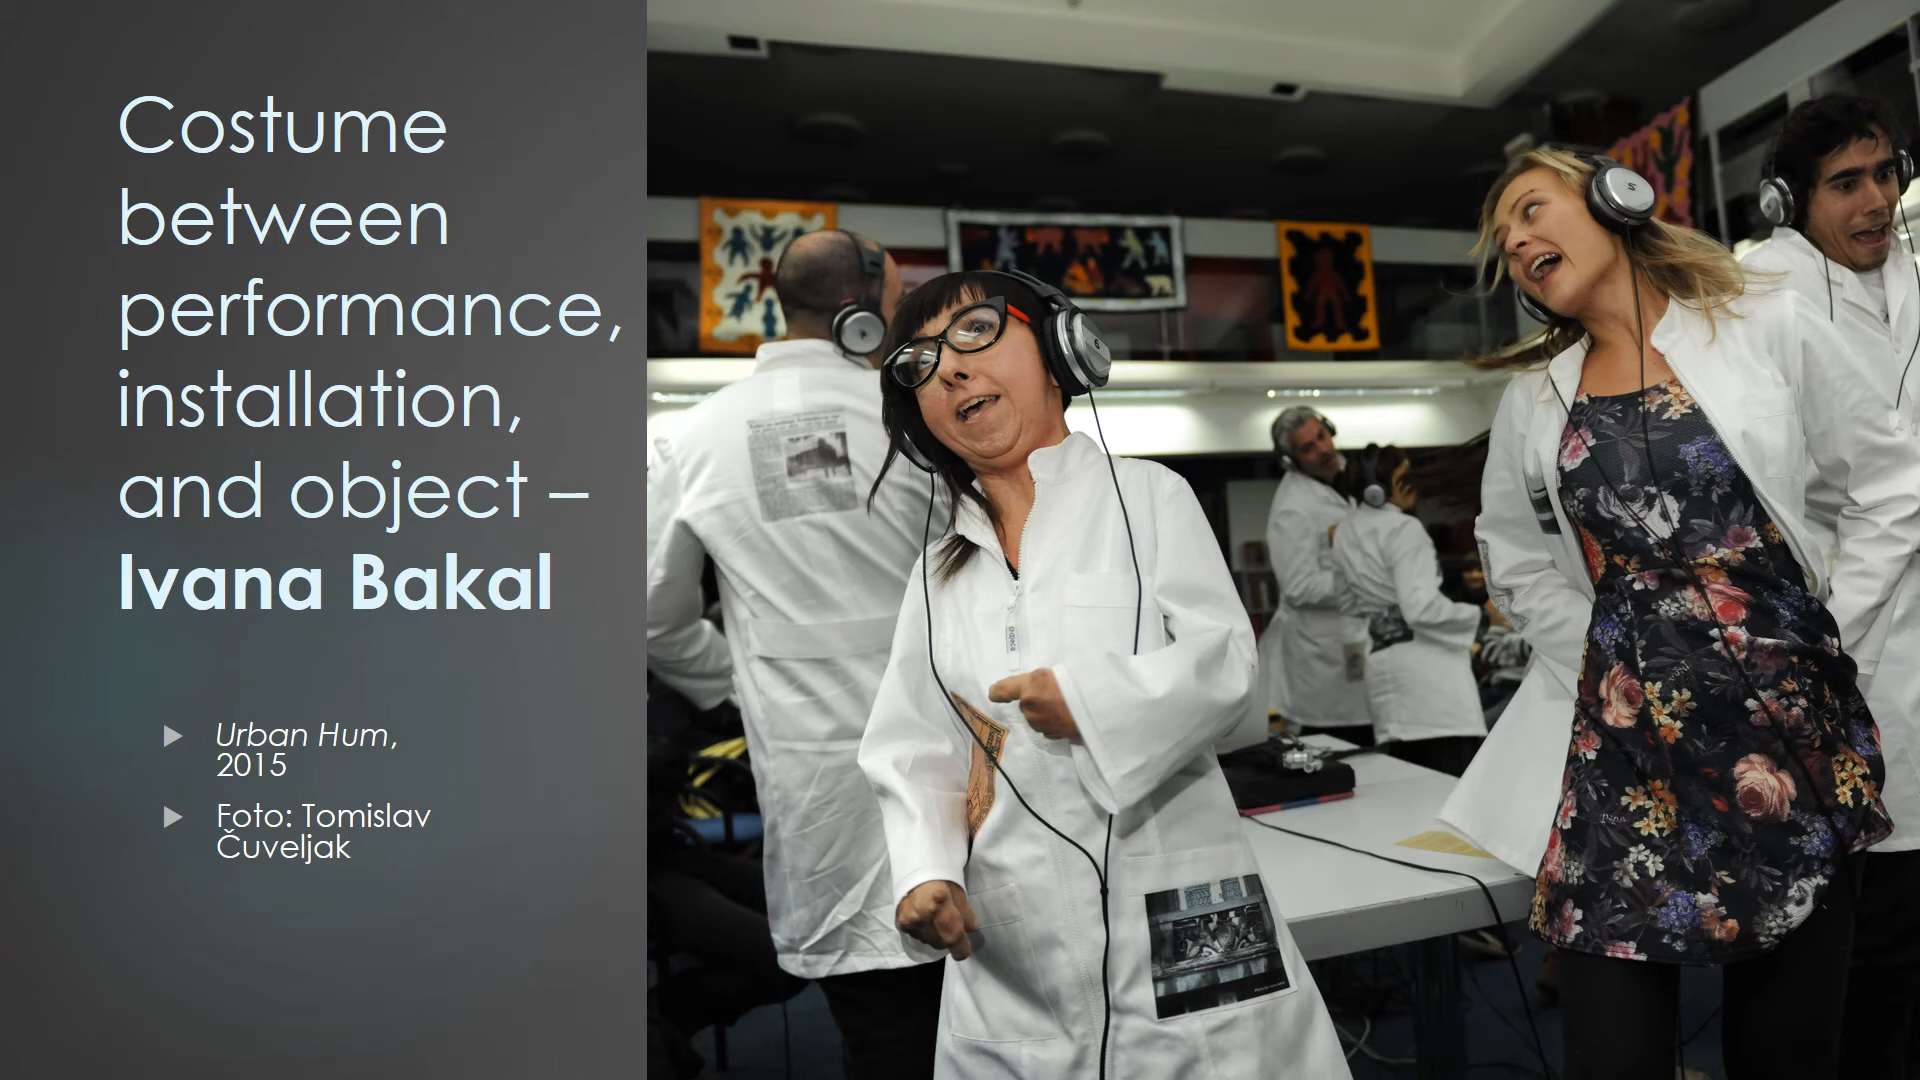 Costume
between
performance,
installation,
and object –
Ivana Bakal
Urban Hum,
2015
Foto: Tomislav
Čuveljak